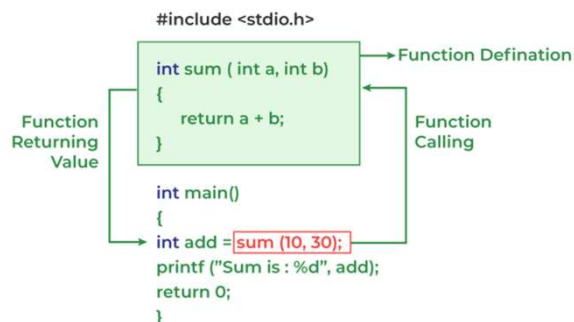 #include <stdio.h>
int sum ( int a, int b)
{
return a + b;
}
Function Defination
Function
Returning
Value
Function
Calling
int main()
{
int add = sum (10, 30);
printf ("Sum is : %d", add);
return 0;
}